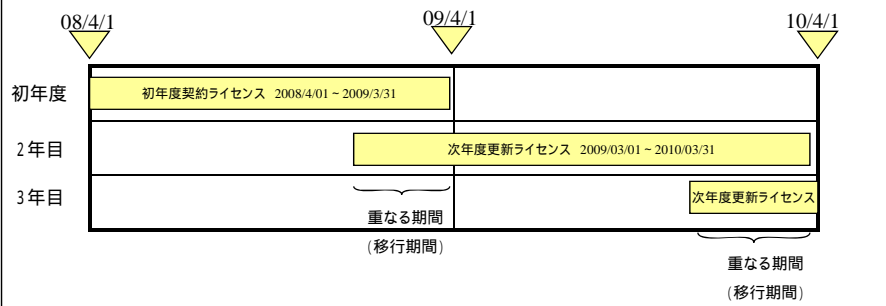 08/4/1
09/4/1
10/4/1
初年度
初年度契約ライセンス 2008/4/01~2009/3/31
2年目
次年度更新ライセンス 2009/03/01~2010/03/31
3年目
次年度更新ライセンス
重なる期間
(移行期間)
重なる期間
(移行期間)